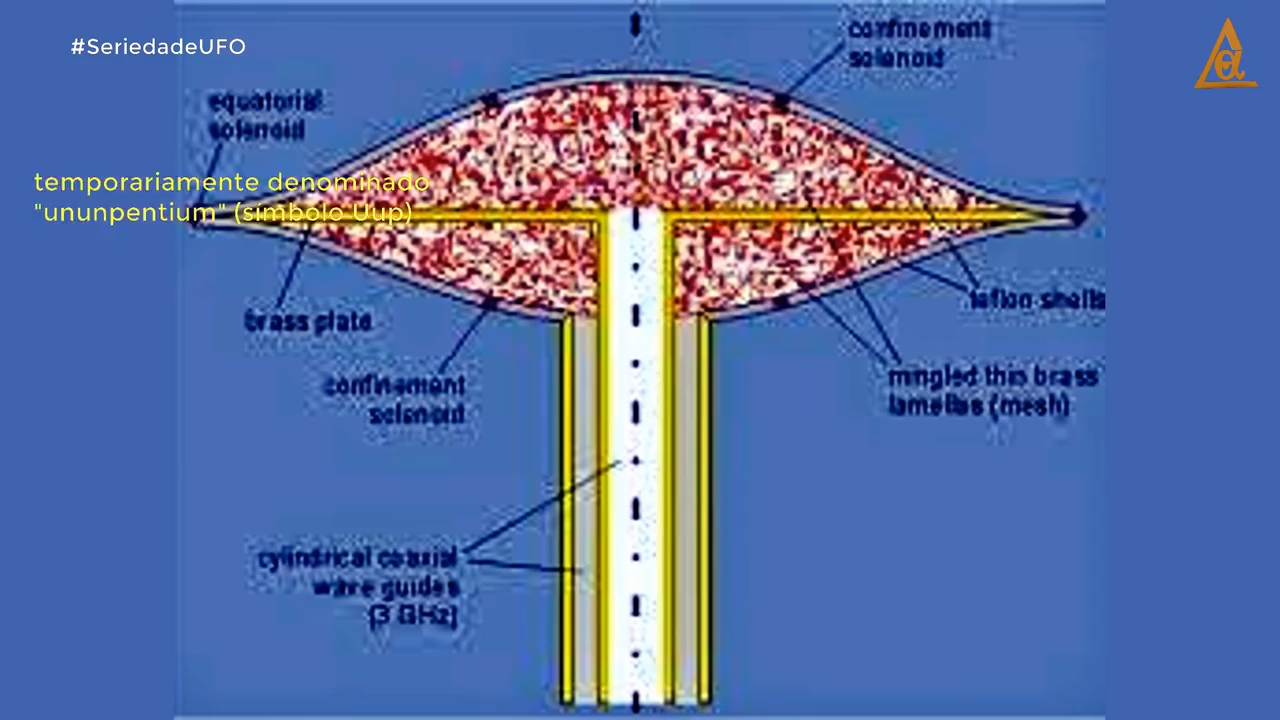 #SeriedadeUFO
confinement
solenoid
equatorial
solenoid
temporariamente denominado
"ununpentium" (símbolo Uup)
teflon shells
brass plate
confinement
solenoid
mingled thin brass
lamellas (mesh)
cylindrical coaxial
wave guides
(3 GHz)